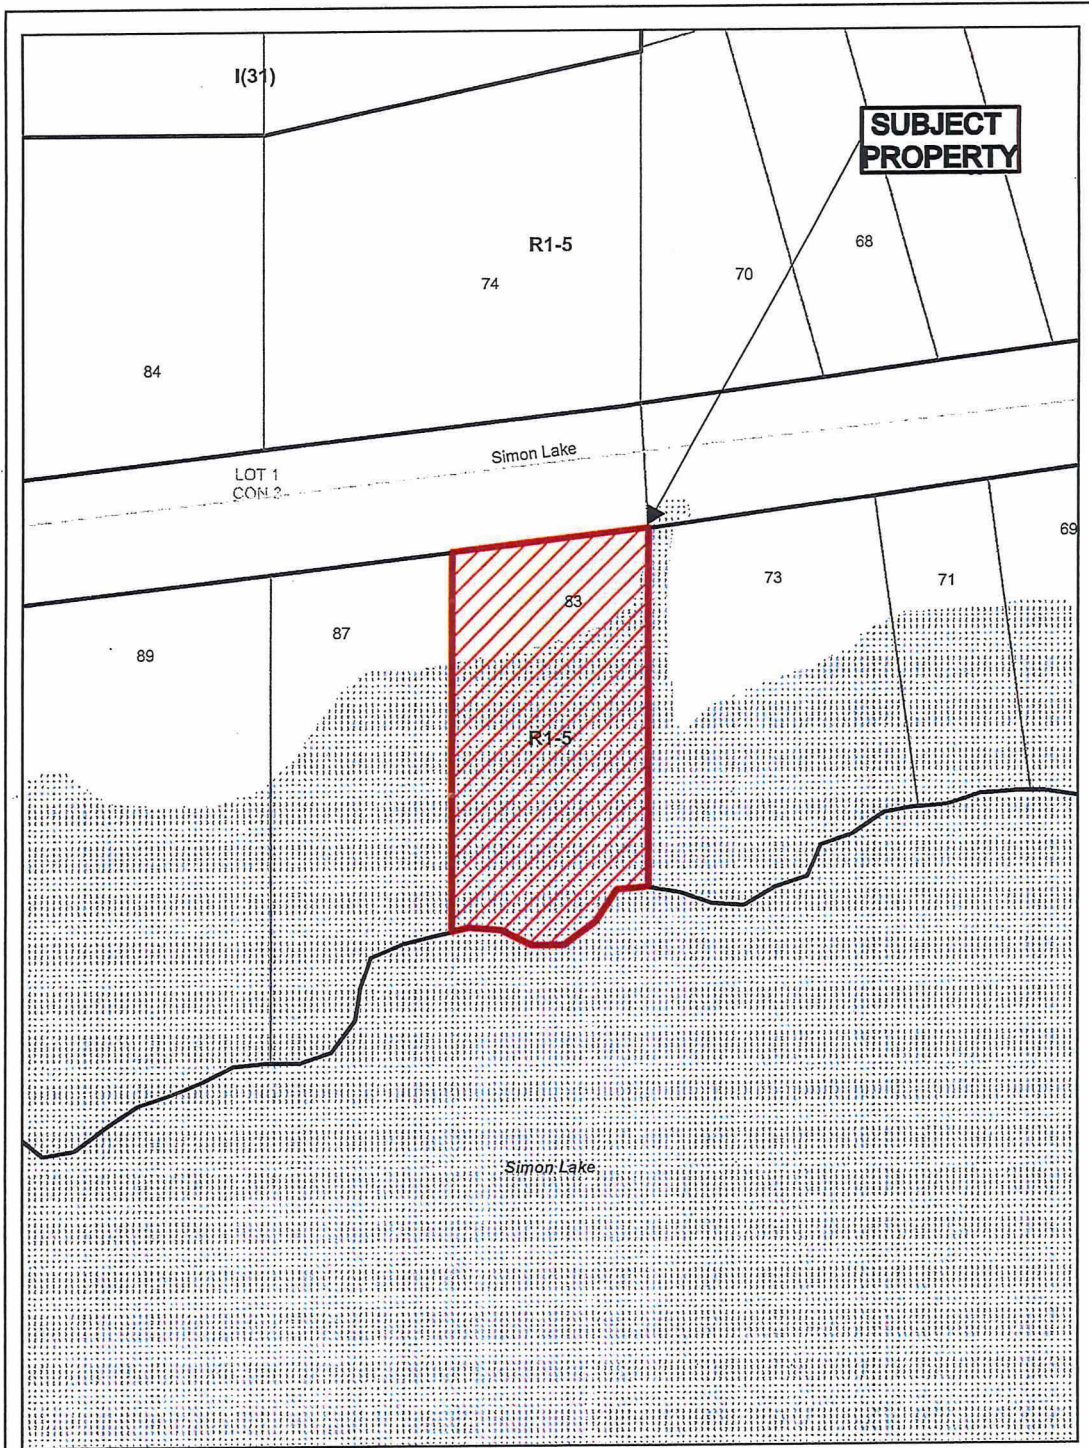 I(31)
SUBJECT
PROPERTY
R1-5
68
70
74
84
Simon Lake
LOT 1
CON 2
69
73
71
83
87
89
R1-5
Simon Lake